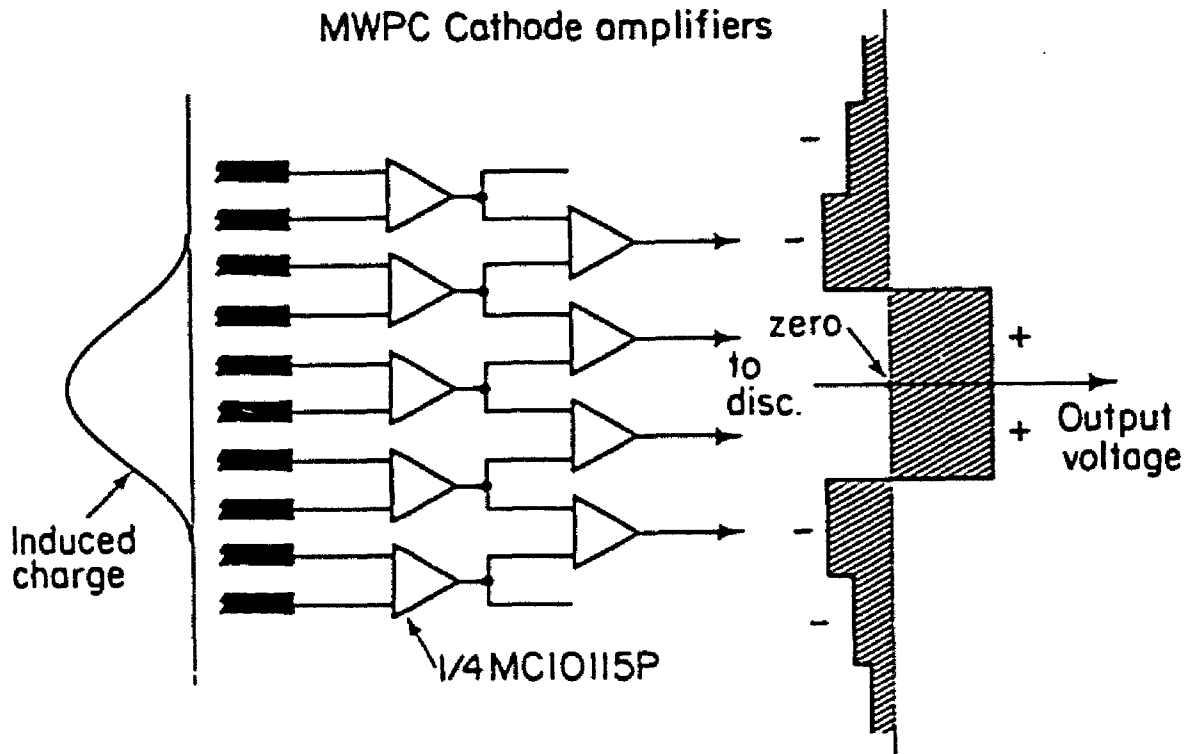 MWPC Cathode amplifiers
-
-
zero
+
to
disc.
+
Output
voltage
Induced
charge
-
-
1/4 MC10115P